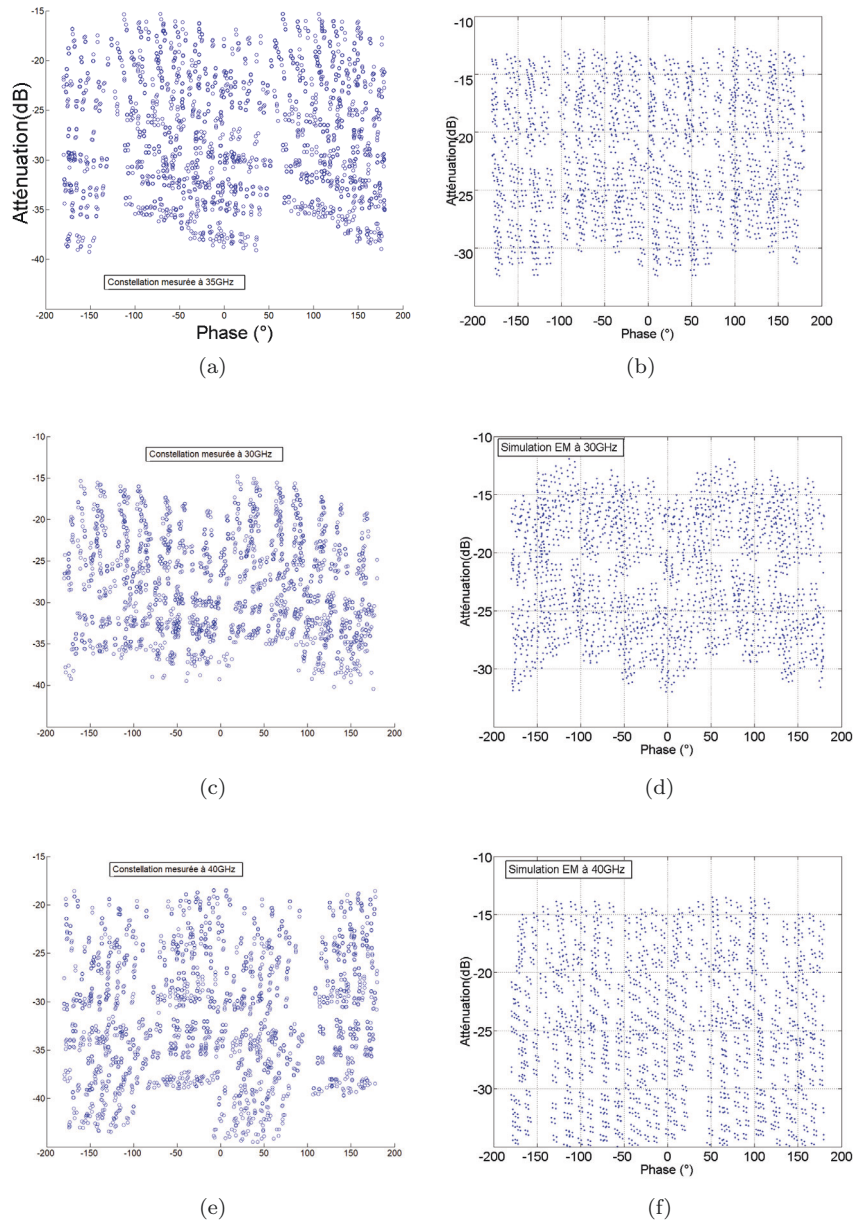 -15
-20
-25
-30
-35
-40
Atténuation(dB)
Constellation mesurée à 35GHz
-200 -150 -100 -50 0 50 100 150 200
Phase (°)
(a)
-10
-15
-20
-25
-30
Atténuation(dB)
-200 -150 -100 -50 0 50 100 150 200
Phase (°)
(b)
-10
-15
-20
-25
-30
-35
-40
Constellation mesurée à 30GHz
-200 -150 -100 -50 0 50 100 150 200
(c)
-10
-15
-20
-25
-30
Atténuation(dB)
Simulation EM à 30GHz
-200 -150 -100 -50 0 50 100 150 200
Phase (°)
(d)
-15
-20
-25
-30
-35
-40
Constellation mesurée à 40GHz
-200 -150 -100 -50 0 50 100 150 200
(e)
-10
-15
-20
-25
-30
Atténuation(dB)
Simulation EM à 40GHz
-200 -150 -100 -50 0 50 100 150 200
Phase (°)
(f)